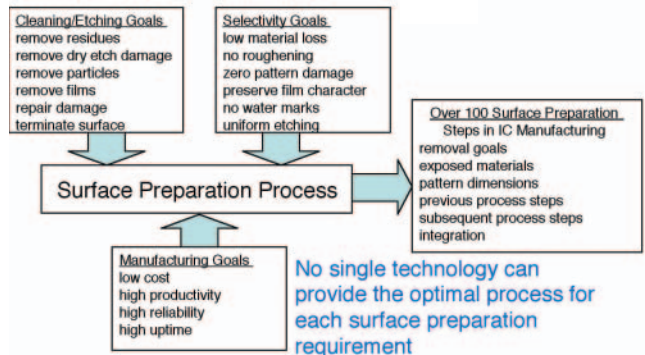 Cleaning/Etching Goals
remove residues
remove dry etch damage
remove particles
remove films
repair damage
terminate surface
Selectivity Goals
low material loss
no roughening
zero pattern damage
preserve film character
no water marks
uniform etching
Over 100 Surface Preparation
Steps in IC Manufacturing
removal goals
exposed materials
pattern dimensions
previous process steps
subsequent process steps
integration
Surface Preparation Process
Manufacturing Goals
low cost
high productivity
high reliability
high uptime
No single technology can
provide the optimal process for
each surface preparation
requirement